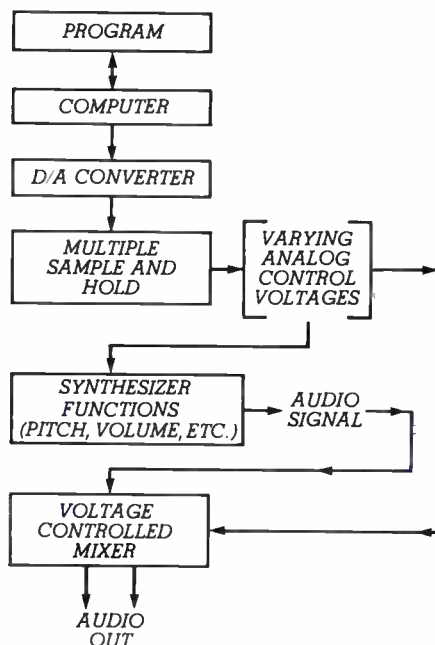 PROGRAM
COMPUTER
D/A CONVERTER
MULTIPLE
SAMPLE AND
HOLD
VARYING
ANALOG
CONTROL
VOLTAGES
SYNTHESIZER
FUNCTIONS
(PITCH, VOLUME, ETC.)
AUDIO
SIGNAL
VOLTAGE
CONTROLLED
MIXER
AUDIO
OUT